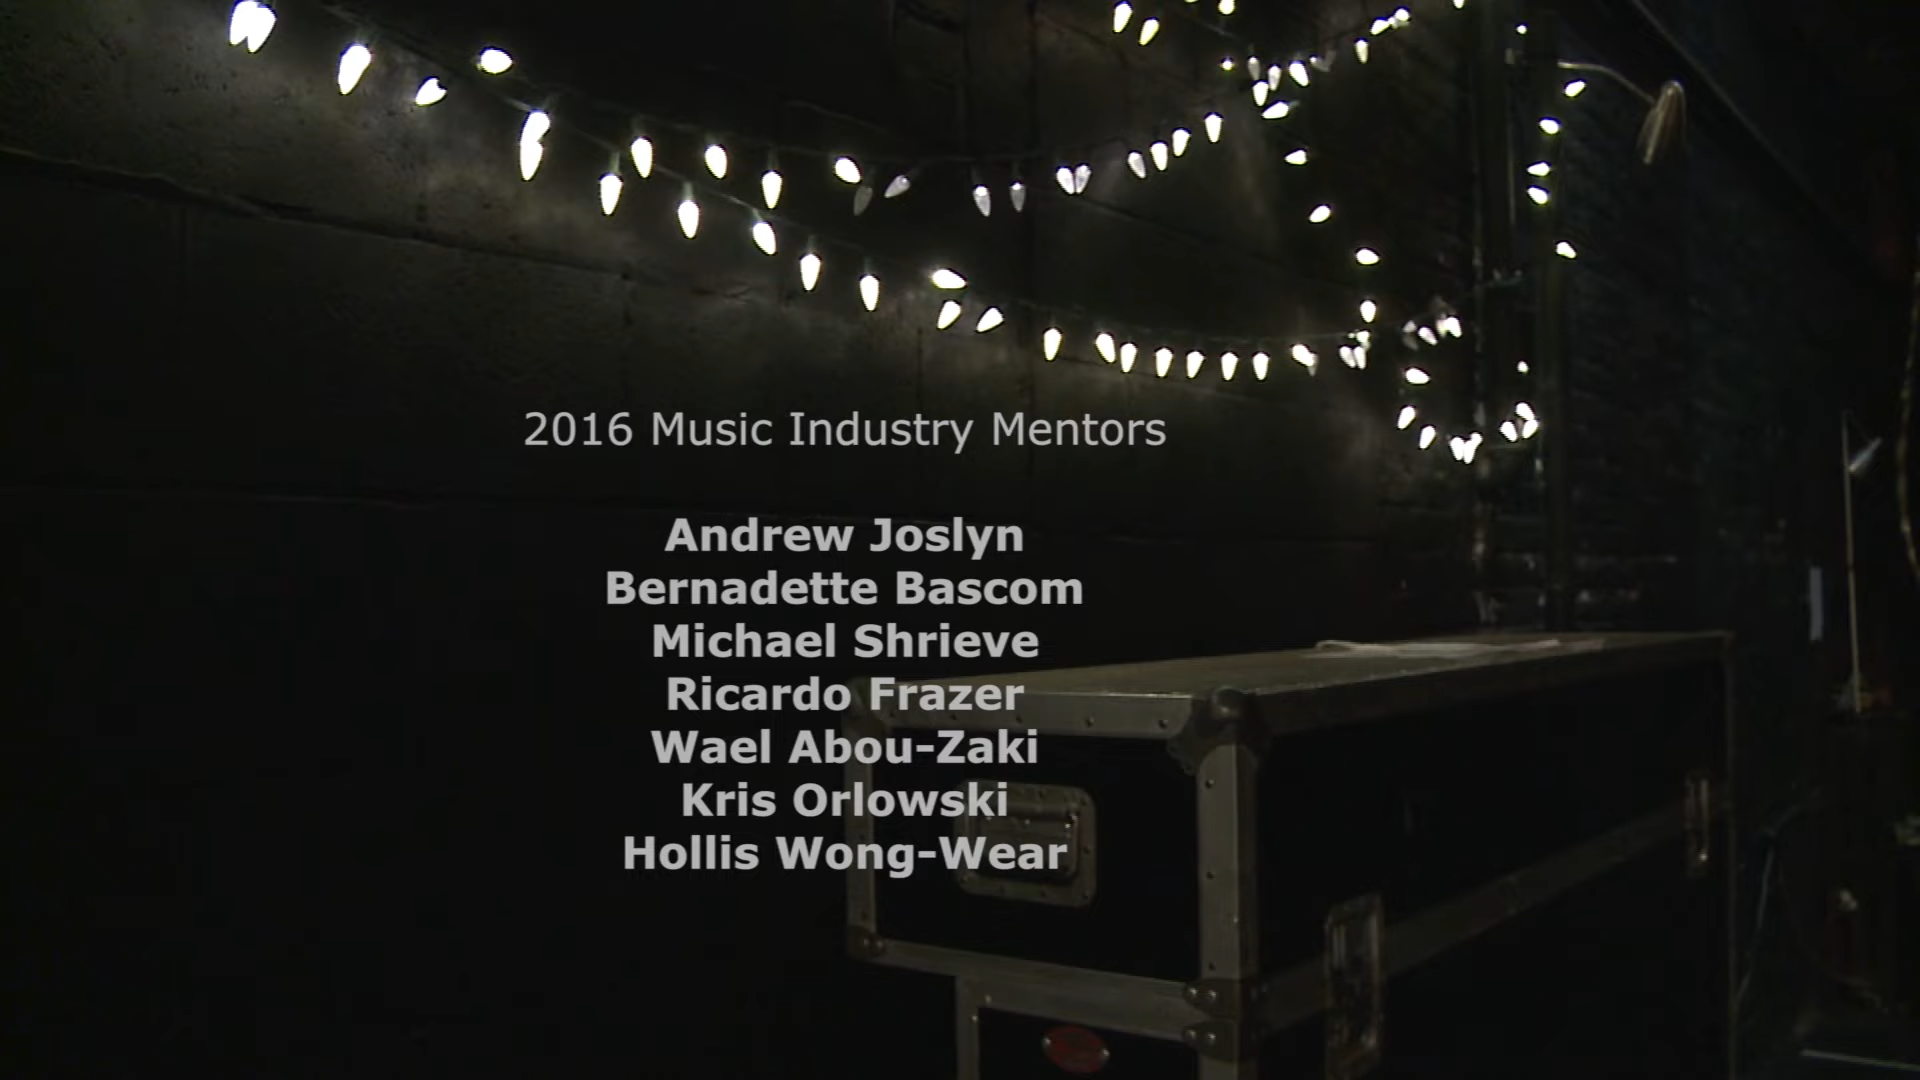 2016 Music Industry Mentors
Andrew Joslyn
Bernadette Bascom
Michael Shrieve
Ricardo Frazer
Wael Abou-Zaki
Kris Orlowski
Hollis Wong-Wear